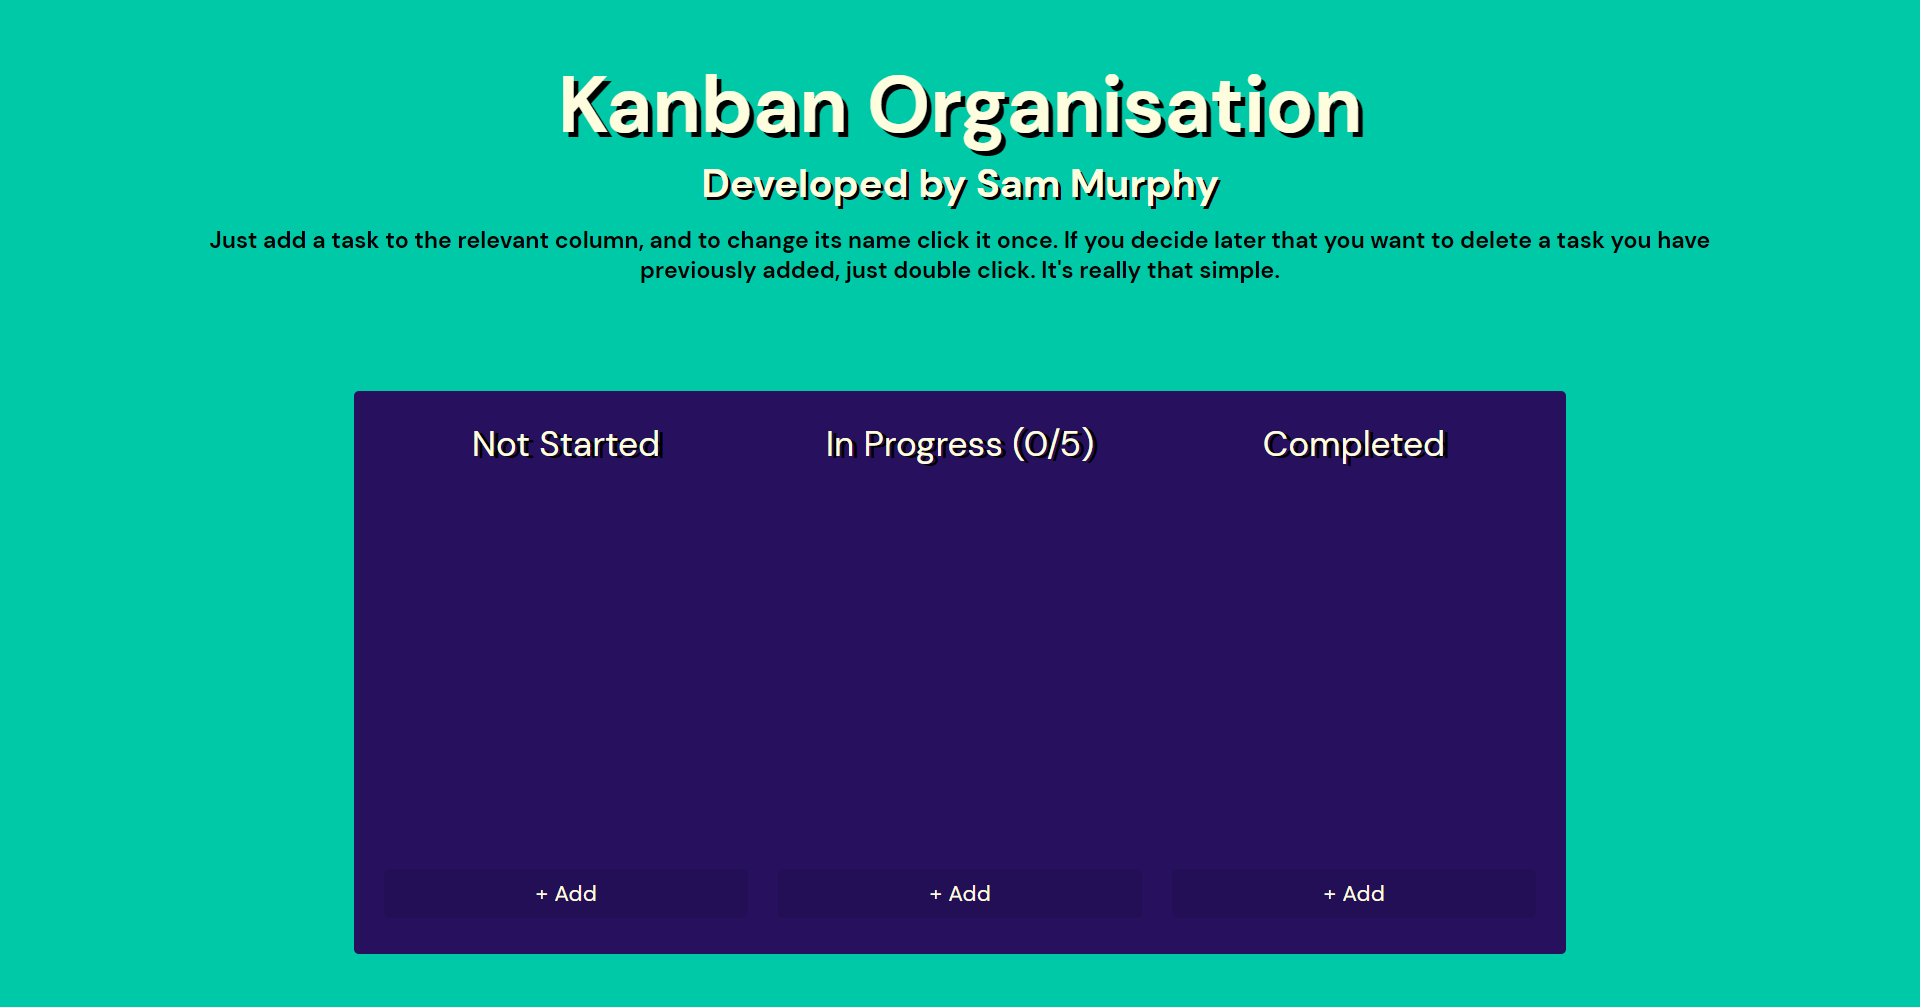 Kanban Organisation
Developed by Sam Murphy
Just add a task to the relevant column, and to change its name click it once. If you decide later that you want to delete a task you have
previously added, just double click. It's really that simple.
Not Started
In Progress (0/5)
Completed
+ Add
+ Add
+ Add